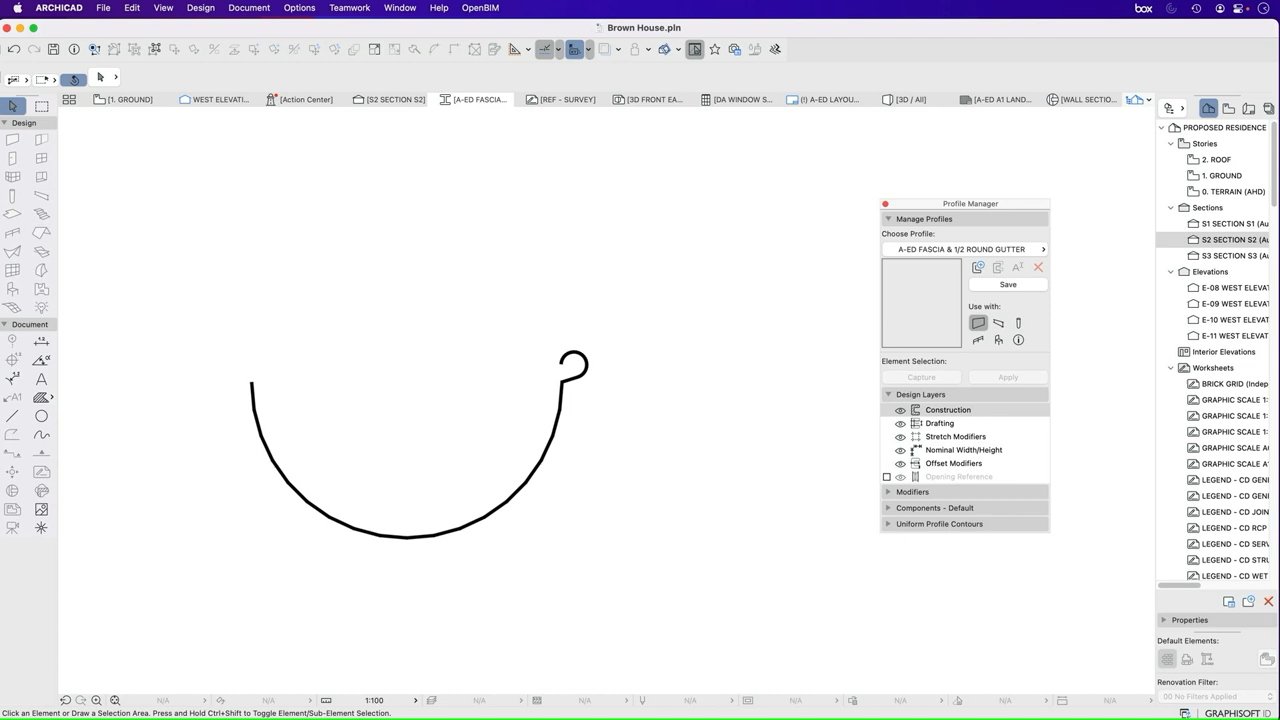 ARCHICAD File Edit View Design Document Options Teamwork Window Help OpenBIM box
Brown House.pln
[1. GROUND] WEST ELEVATI... [Action Center] [S2 SECTION S2] [A-ED FASCIA... [REF - SURVEY] [3D FRONT EA... [DA WINDOW S... (!) A-ED LAYOU... [3D / All] [A-ED A1 LAND... [WALL SECTIO...
Design
Document
Profile Manager
Manage Profiles
Choose Profile:
A-ED FASCIA & 1/2 ROUND GUTTER
Save
Use with:
Element Selection:
Capture Apply
Design Layers
Construction
Drafting
Stretch Modifiers
Nominal Width/Height
Offset Modifiers
Opening Reference
Modifiers
Components - Default
Uniform Profile Contours
PROPOSED RESIDENCE
Stories
2. ROOF
1. GROUND
0. TERRAIN (AHD)
Sections
S1 SECTION S1 (Au
S2 SECTION S2 (Au
S3 SECTION S3 (Au
Elevations
E-08 WEST ELEVAT
E-09 WEST ELEVAT
E-10 WEST ELEVAT
E-11 WEST ELEVAT
Interior Elevations
Worksheets
BRICK GRID (Indep
GRAPHIC SCALE 1:
GRAPHIC SCALE 1:
GRAPHIC SCALE 1:
GRAPHIC SCALE A0
GRAPHIC SCALE A1
LEGEND - CD GENE
LEGEND - CD GENE
LEGEND - CD JOIN
LEGEND - CD RCP
LEGEND - CD SERV
LEGEND - CD STRU
LEGEND - CD WET
Properties
Default Elements:
Renovation Filter:
00 No Filters Applied
N/A N/A 1:100 N/A N/A N/A N/A N/A N/A N/A
Click an Element or Draw a Selection Area. Press and Hold Ctrl+Shift to Toggle Element/Sub-Element Selection.
GRAPHISOFT ID